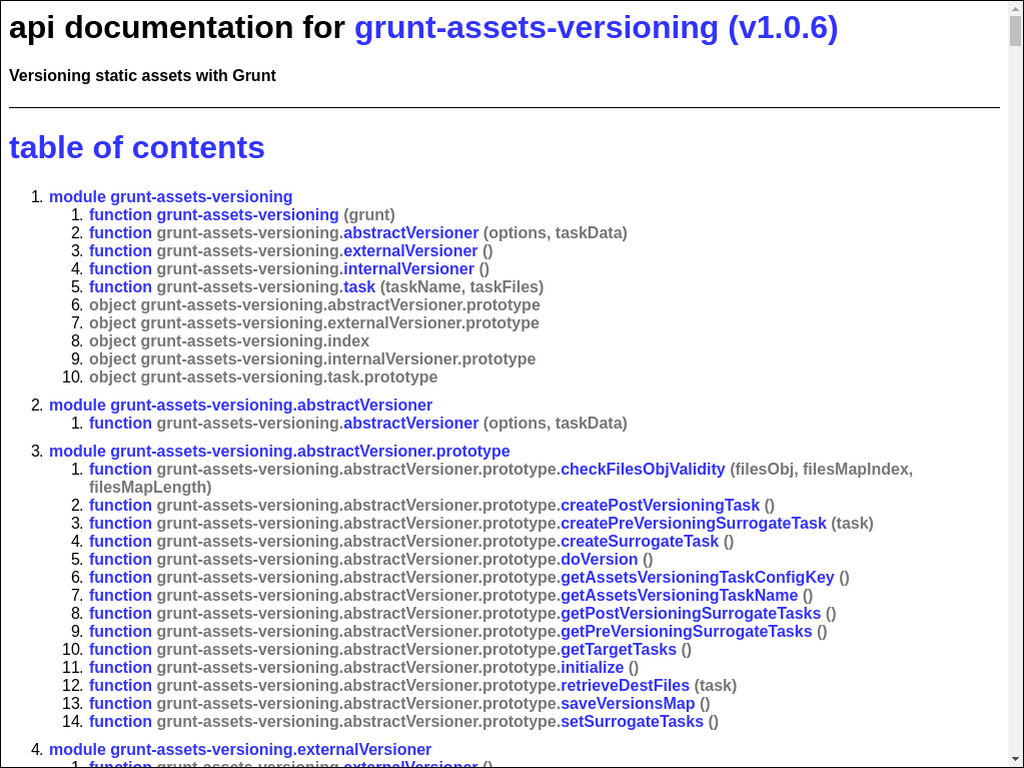 api documentation for grunt-assets-versioning (v1.0.6)
Versioning static assets with Grunt
table of contents
1. module grunt-assets-versioning
1. function grunt-assets-versioning (grunt)
2. function grunt-assets-versioning.abstractVersioner (options, taskData)
3. function grunt-assets-versioning.externalVersioner ()
4. function grunt-assets-versioning.internalVersioner ()
5. function grunt-assets-versioning.task (taskName, taskFiles)
6. object grunt-assets-versioning.abstractVersioner.prototype
7. object grunt-assets-versioning.externalVersioner.prototype
8. object grunt-assets-versioning.index
9. object grunt-assets-versioning.internalVersioner.prototype
10. object grunt-assets-versioning.task.prototype
2. module grunt-assets-versioning.abstractVersioner
1. function grunt-assets-versioning.abstractVersioner (options, taskData)
3. module grunt-assets-versioning.abstractVersioner.prototype
1. function grunt-assets-versioning.abstractVersioner.prototype.checkFilesObjValidity (filesObj, filesMapIndex,
filesMapLength)
2. function grunt-assets-versioning.abstractVersioner.prototype.createPostVersioningTask ()
3. function grunt-assets-versioning.abstractVersioner.prototype.createPreVersioningSurrogateTask (task)
4. function grunt-assets-versioning.abstractVersioner.prototype.createSurrogateTask ()
5. function grunt-assets-versioning.abstractVersioner.prototype.doVersion ()
6. function grunt-assets-versioning.abstractVersioner.prototype.getAssetsVersioningTaskConfigKey ()
7. function grunt-assets-versioning.abstractVersioner.prototype.getAssetsVersioningTaskName ()
8. function grunt-assets-versioning.abstractVersioner.prototype.getPostVersioningSurrogateTasks ()
9. function grunt-assets-versioning.abstractVersioner.prototype.getPreVersioningSurrogateTasks ()
10. function grunt-assets-versioning.abstractVersioner.prototype.getTargetTasks ()
11. function grunt-assets-versioning.abstractVersioner.prototype.initialize ()
12. function grunt-assets-versioning.abstractVersioner.prototype.retrieveDestFiles (task)
13. function grunt-assets-versioning.abstractVersioner.prototype.saveVersionsMap ()
14. function grunt-assets-versioning.abstractVersioner.prototype.setSurrogateTasks ()
4. module grunt-assets-versioning.externalVersioner
1. function grunt-assets-versioning.externalVersioner ()